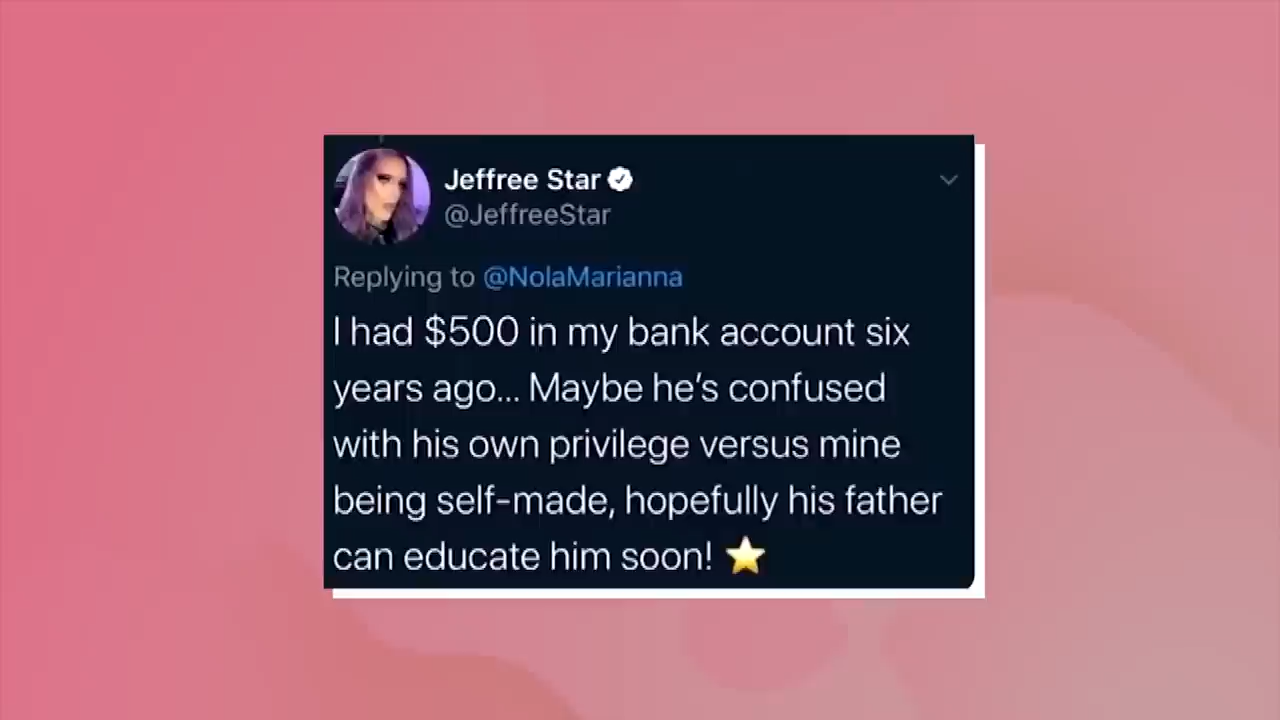 Jeffree Star
@JeffreeStar
Replying to @NolaMarianna
I had $500 in my bank account six
years ago... Maybe he's confused
with his own privilege versus mine
being self-made, hopefully his father
can educate him soon! ⭐